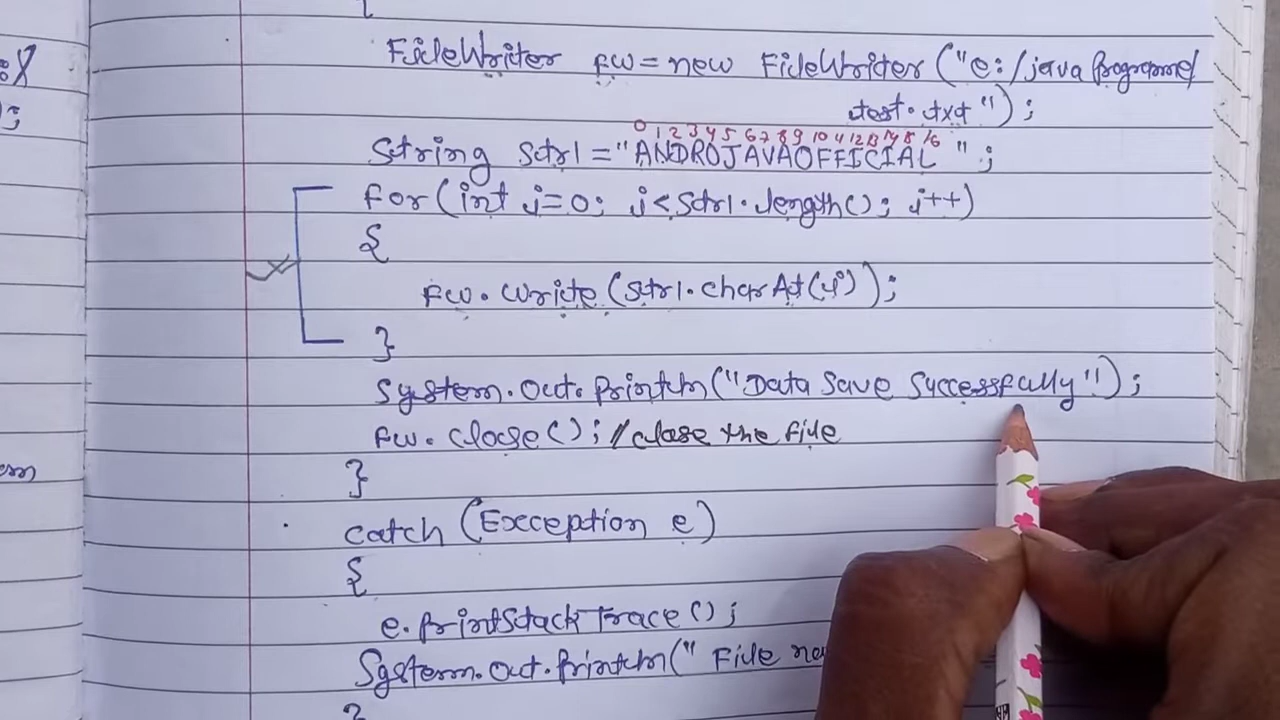 {
FileWriter fw = new FileWriter ("e:/java Programme/
test.txt");
0 1 2 3 4 5 6 7 8 9 10 11 12 13 14 15 16
String str1 = "ANDROJAVAOFFICIAL";
for(int i=0; i<str1.length(); i++)
{
fw.write(str1.charAt(i));
}
System.out.println("Data Save Successfully");
fw.close(); //close the file
}
catch (Exception e)
{
e.printStackTrace();
System.out.println(" File
}